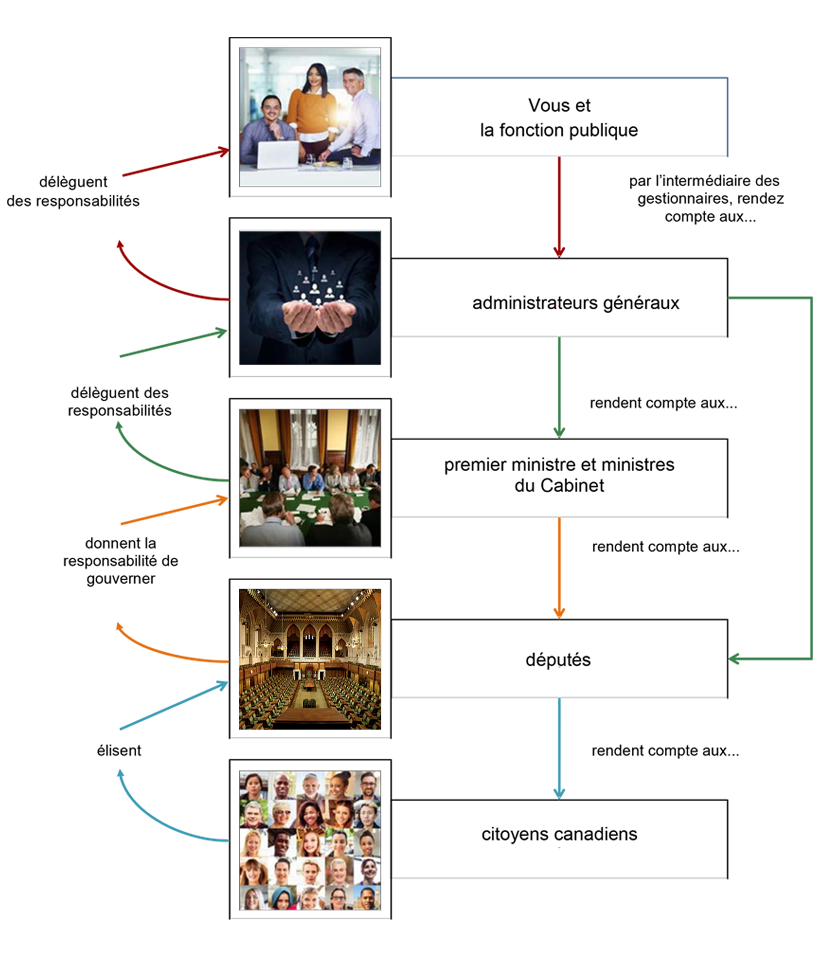 Vous et
la fonction publique
délèguent
des responsabilités
par l’intermédiaire des
gestionnaires, rendez
compte aux...
administrateurs généraux
délèguent des
responsabilités
rendent compte aux...
premier ministre et ministres
du Cabinet
donnent la
responsabilité de
gouverner
rendent compte aux...
députés
élisent
rendent compte aux...
citoyens canadiens